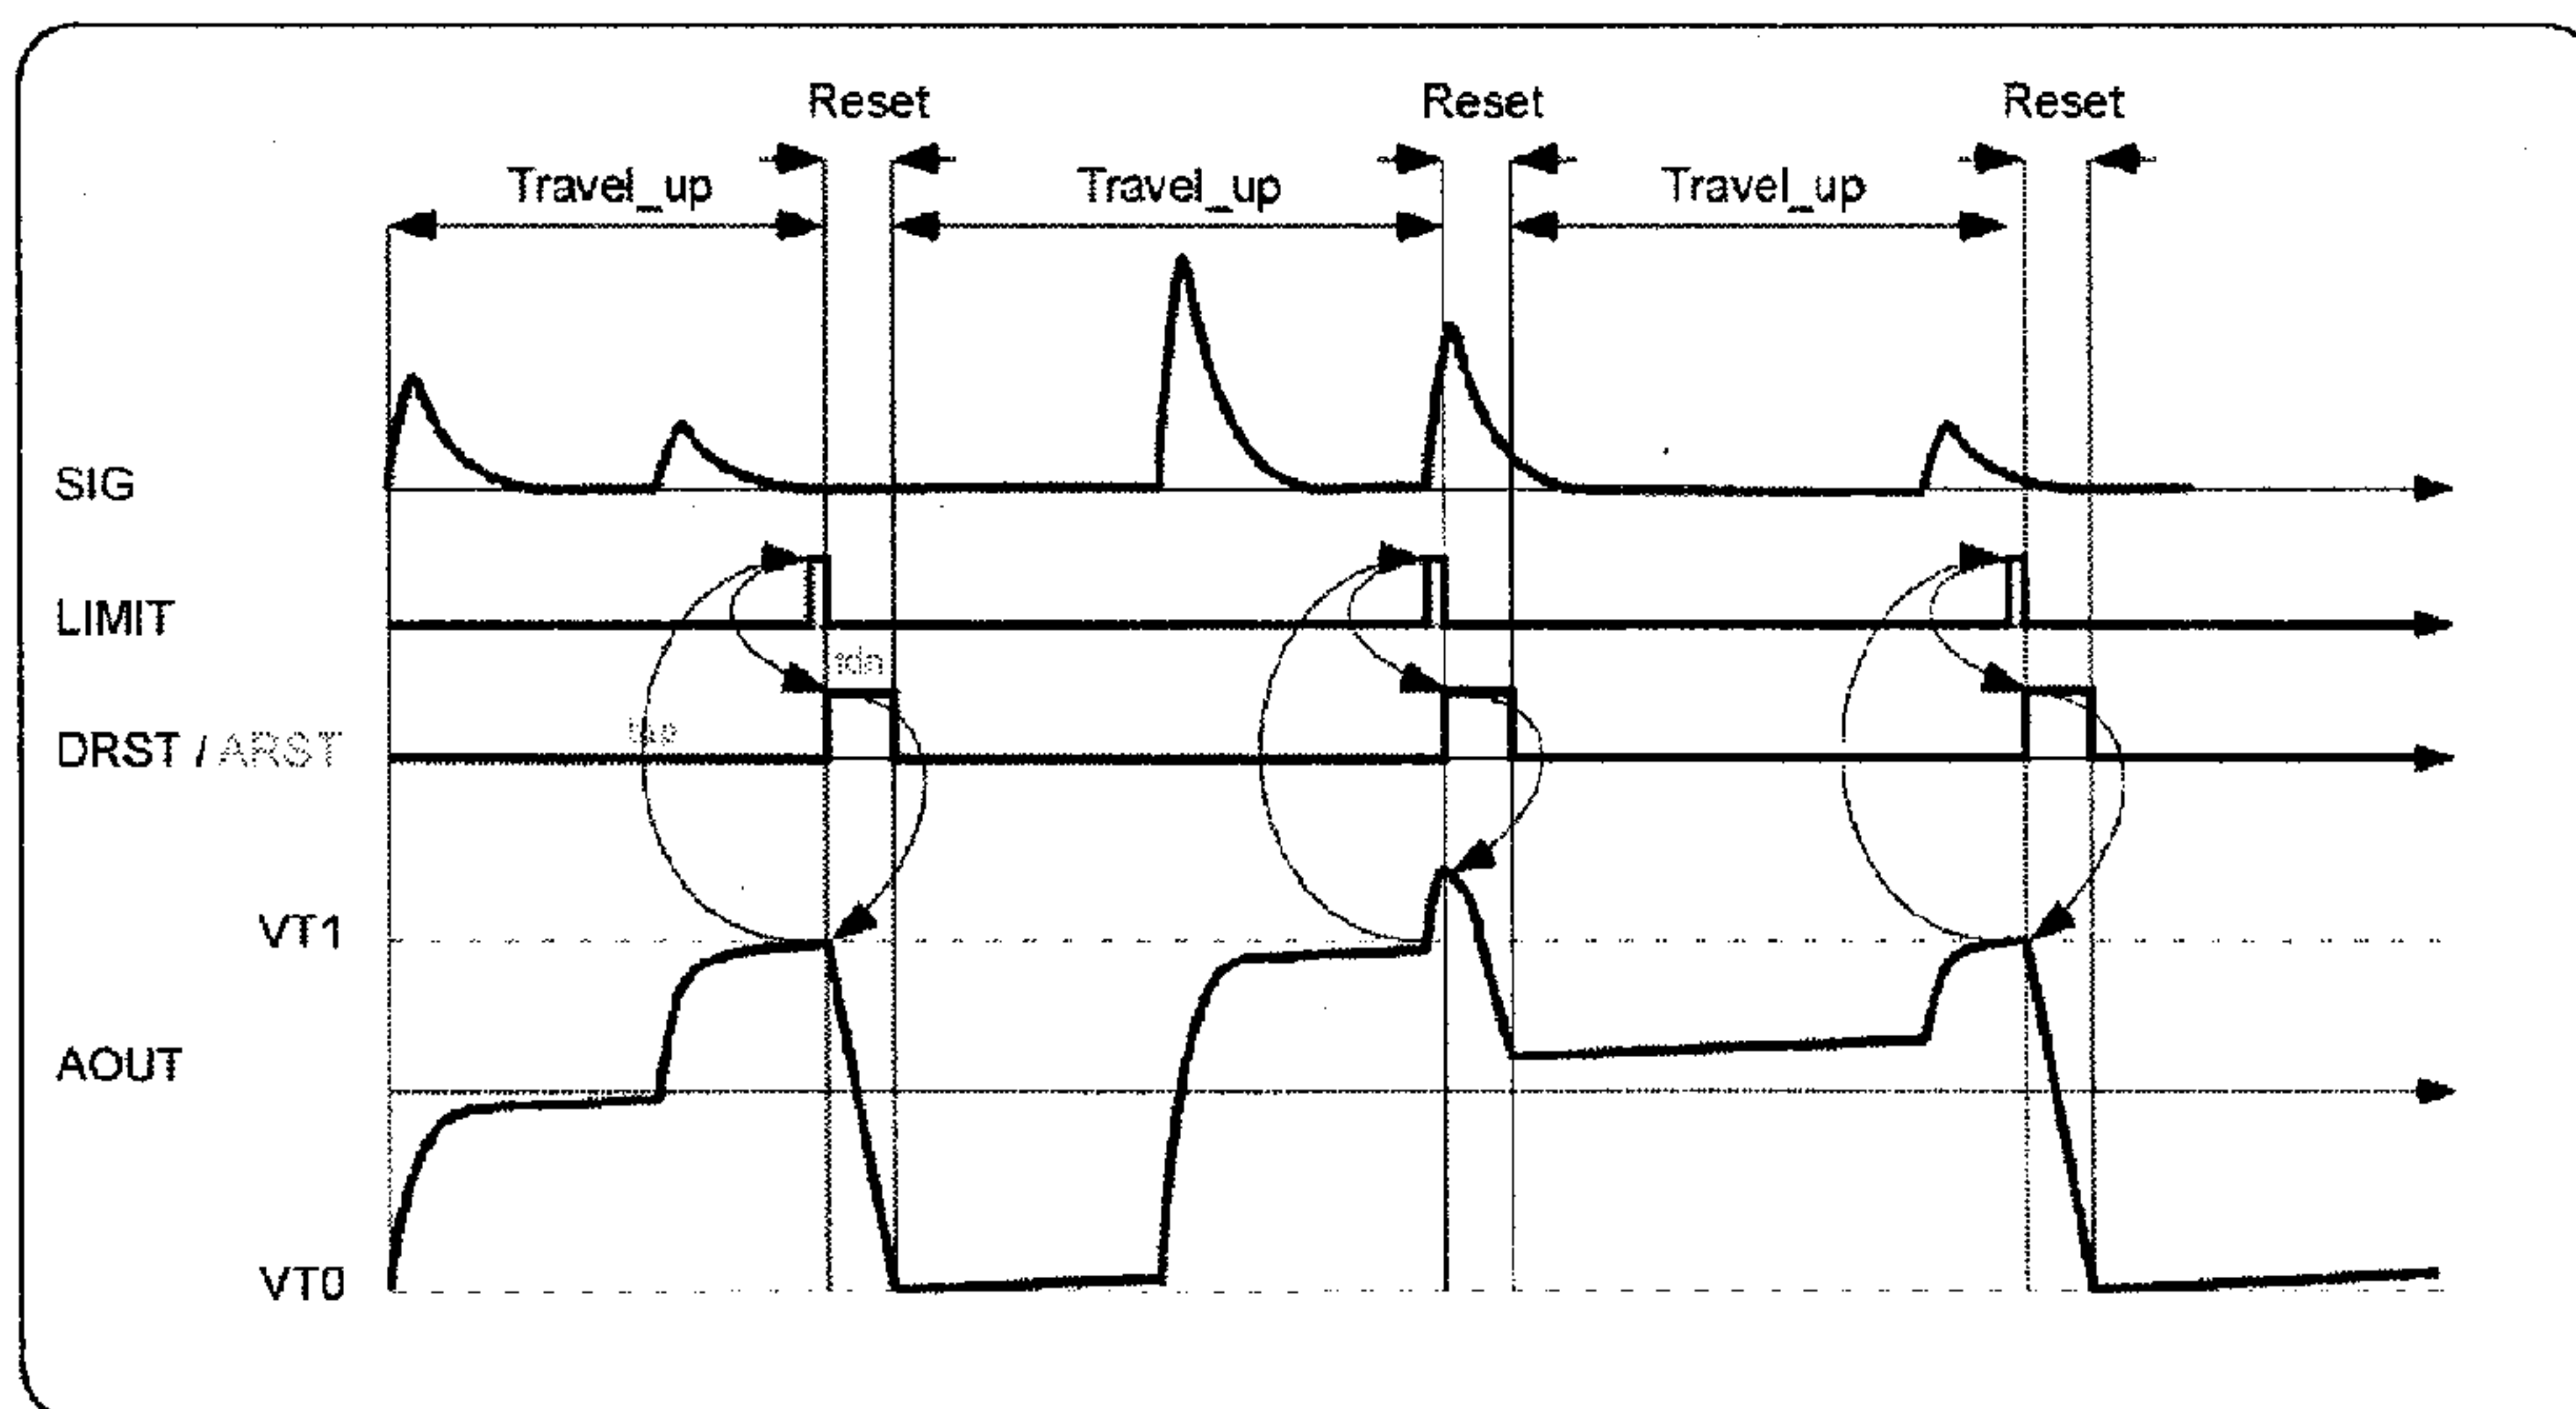 Reset Reset Reset
Travel_up Travel_up Travel_up
SIG
LIMIT
tdn
DRST / ARST
VT1
AOUT
VT0